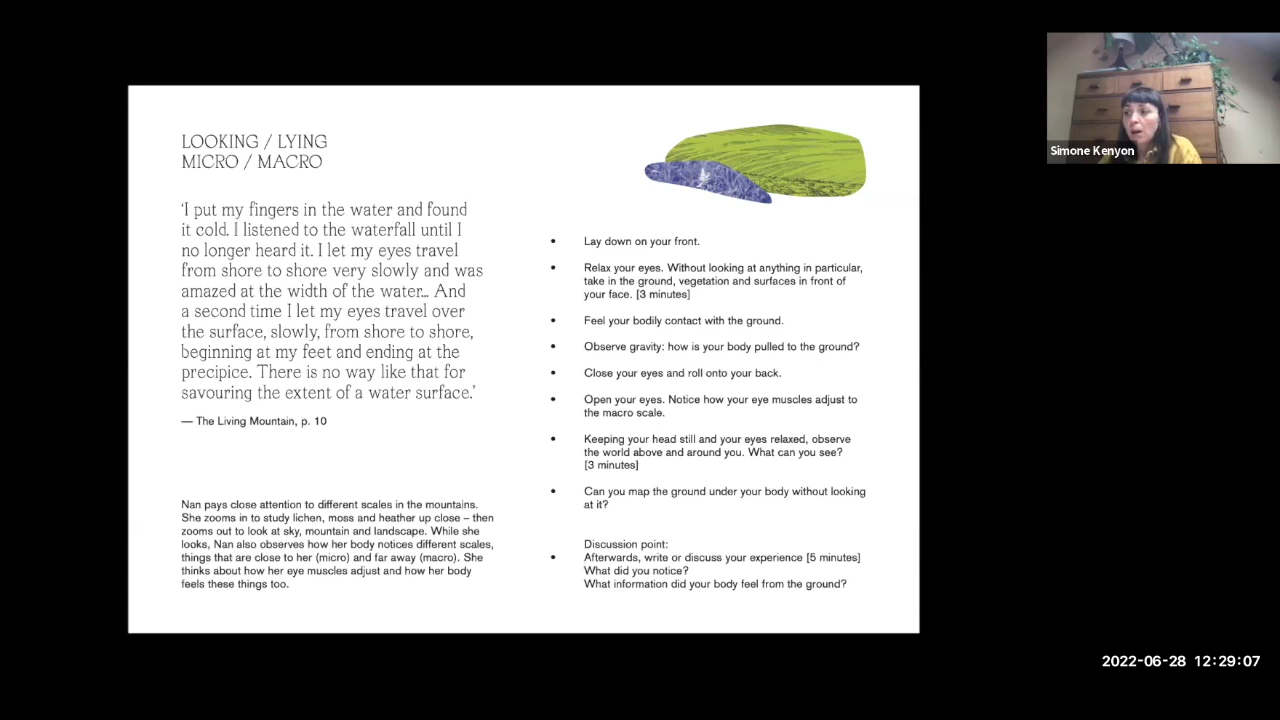 LOOKING / LYING
MICRO / MACRO
‘I put my fingers in the water and found
it cold. I listened to the waterfall until I
no longer heard it. I let my eyes travel
from shore to shore very slowly and was
amazed at the width of the water... And
a second time I let my eyes travel over
the surface, slowly, from shore to shore,
beginning at my feet and ending at the
precipice. There is no way like that for
savouring the extent of a water surface.’
— The Living Mountain, p. 10
Nan pays close attention to different scales in the mountains.
She zooms in to study lichen, moss and heather up close – then
zooms out to look at sky, mountain and landscape. While she
looks, Nan also observes how her body notices different scales,
things that are close to her (micro) and far away (macro). She
thinks about how her eye muscles adjust and how her body
feels these things too.
• Lay down on your front.
• Relax your eyes. Without looking at anything in particular,
take in the ground, vegetation and surfaces in front of
your face. [3 minutes]
• Feel your bodily contact with the ground.
• Observe gravity: how is your body pulled to the ground?
• Close your eyes and roll onto your back.
• Open your eyes. Notice how your eye muscles adjust to
the macro scale.
• Keeping your head still and your eyes relaxed, observe
the world above and around you. What can you see?
[3 minutes]
• Can you map the ground under your body without looking
at it?
Discussion point:
• Afterwards, write or discuss your experience [5 minutes]
What did you notice?
What information did your body feel from the ground?
Simone Kenyon
2022-06-28 12:29:07